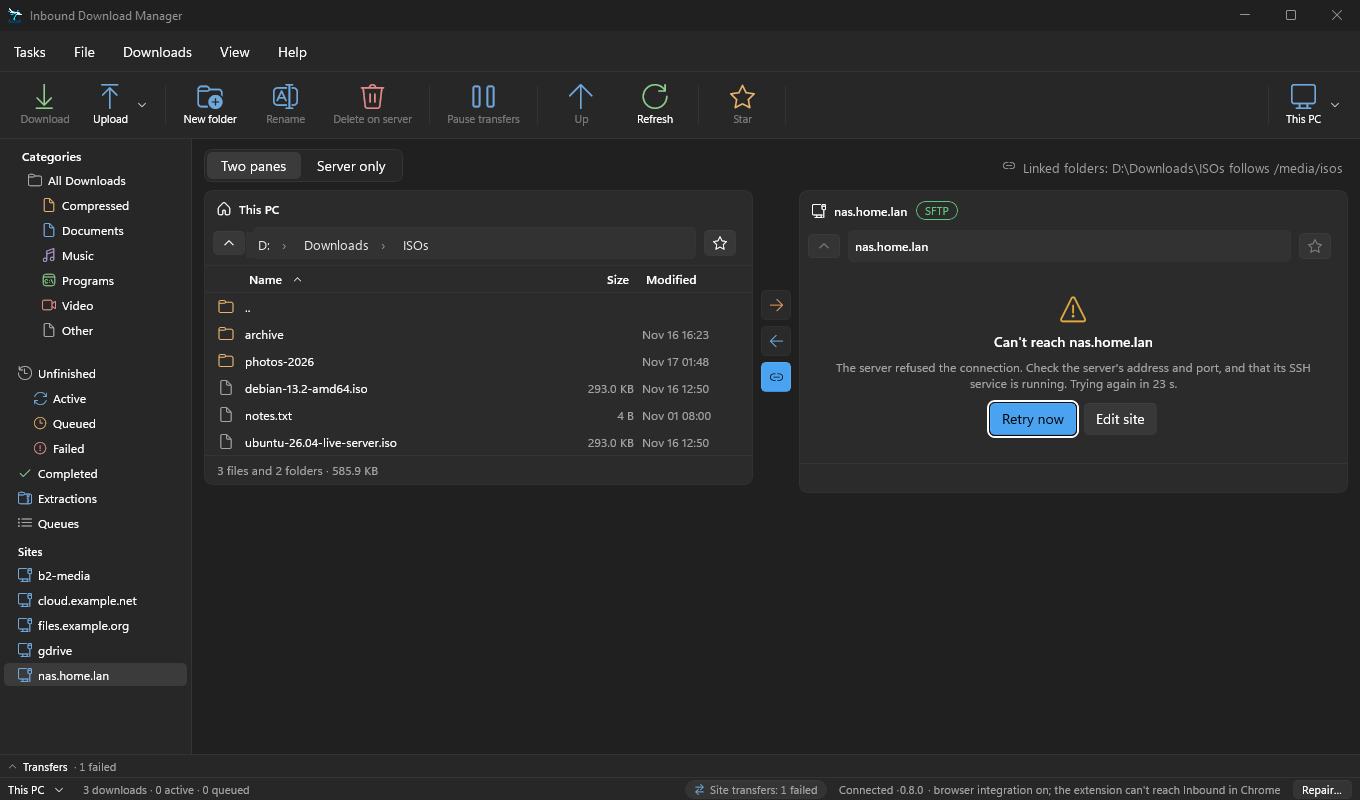 Inbound Download Manager
Tasks File Downloads View Help
Download Upload New folder Rename Delete on server Pause transfers Up Refresh Star This PC
Categories
All Downloads
Compressed
Documents
Music
Programs
Video
Other
Unfinished
Active
Queued
Failed
Completed
Extractions
Queues
Sites
b2-media
cloud.example.net
files.example.org
gdrive
nas.home.lan
Two panes Server only
Linked folders: D:\Downloads\ISOs follows /media/isos
This PC
D: › Downloads › ISOs
Name Size Modified
..
archive Nov 16 16:23
photos-2026 Nov 17 01:48
debian-13.2-amd64.iso 293.0 KB Nov 16 12:50
notes.txt 4 B Nov 01 08:00
ubuntu-26.04-live-server.iso 293.0 KB Nov 16 12:50
3 files and 2 folders · 585.9 KB
nas.home.lan SFTP
nas.home.lan
Can't reach nas.home.lan
The server refused the connection. Check the server's address and port, and that its SSH
service is running. Trying again in 23 s.
Retry now Edit site
Transfers · 1 failed
This PC 3 downloads · 0 active · 0 queued
Site transfers: 1 failed
Connected ·0.8.0 · browser integration on; the extension can't reach Inbound in Chrome
Repair...